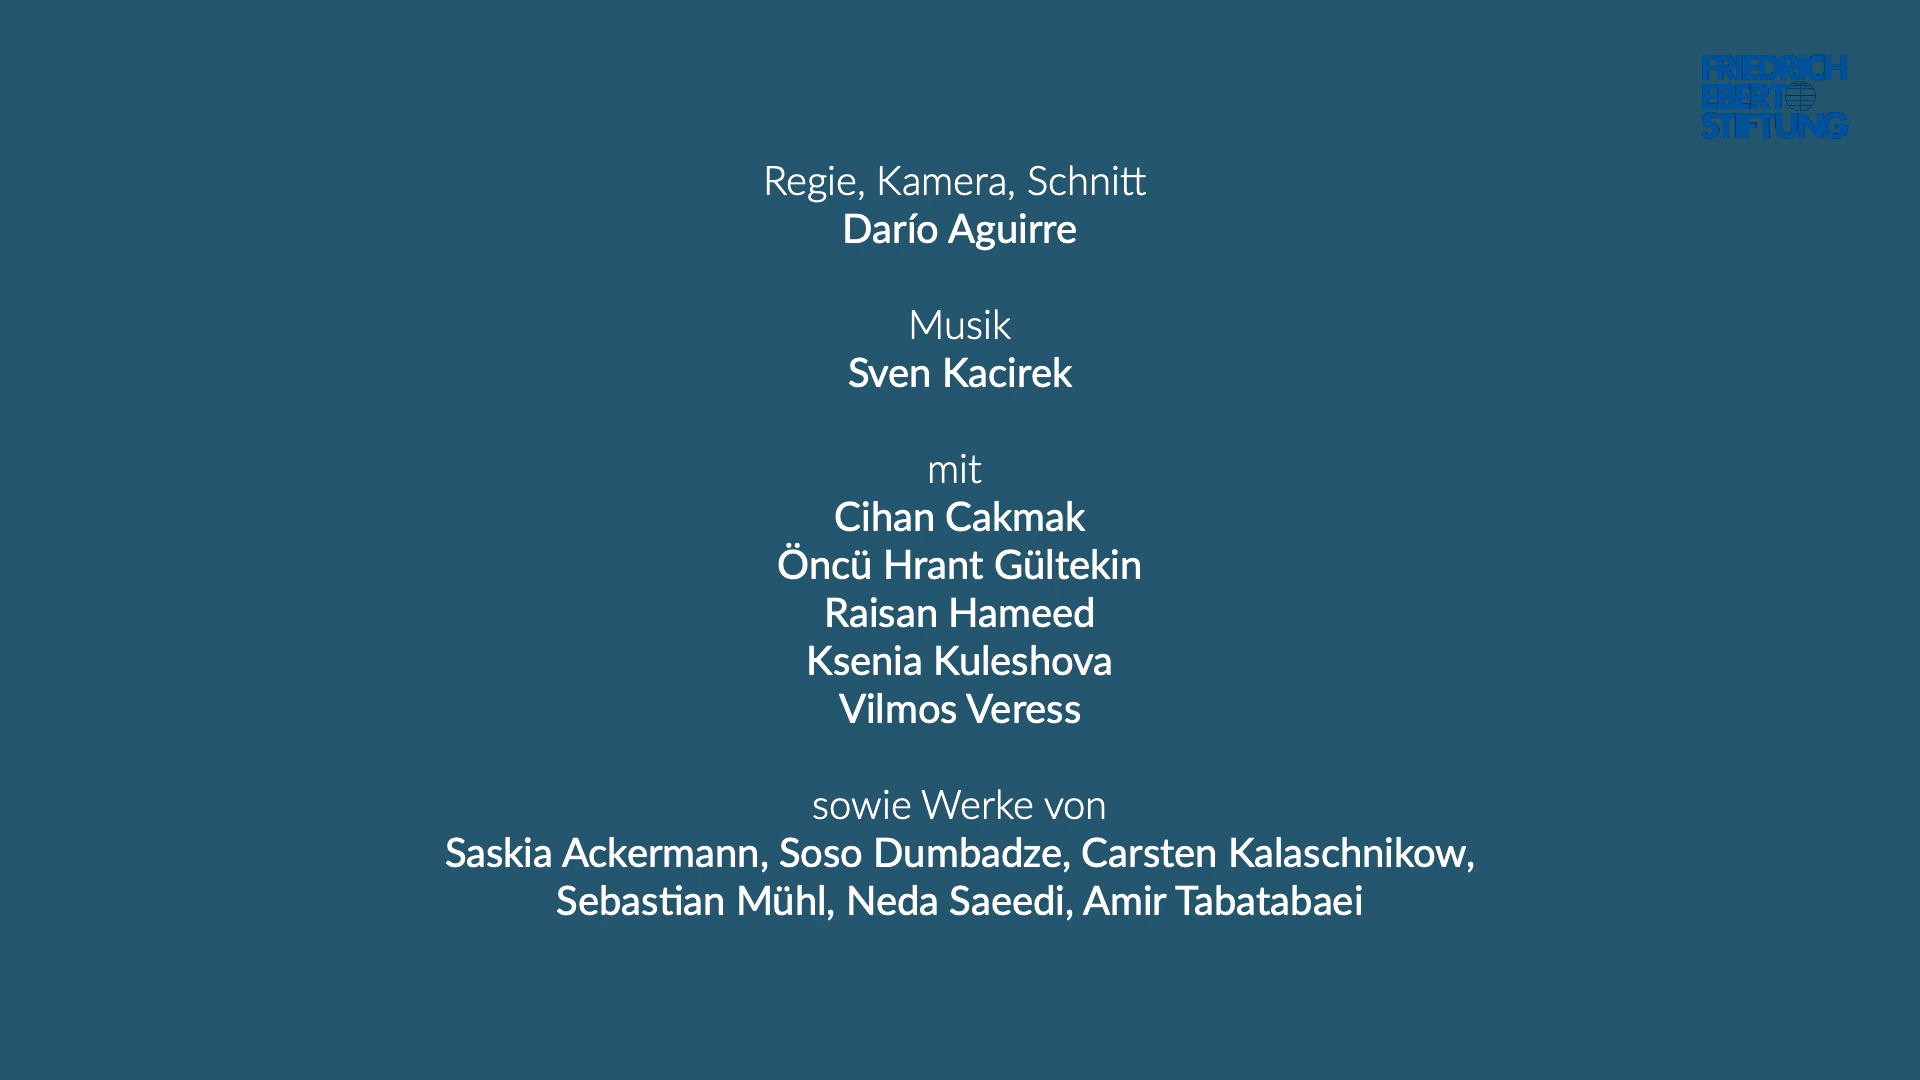 FRIEDRICH
EBERT
STIFTUNG
Regie, Kamera, Schnitt
Darío Aguirre
Musik
Sven Kacirek
mit
Cihan Cakmak
Öncü Hrant Gültekin
Raisan Hameed
Ksenia Kuleshova
Vilmos Veress
sowie Werke von
Saskia Ackermann, Soso Dumbadze, Carsten Kalaschnikow,
Sebastian Mühl, Neda Saeedi, Amir Tabatabaei